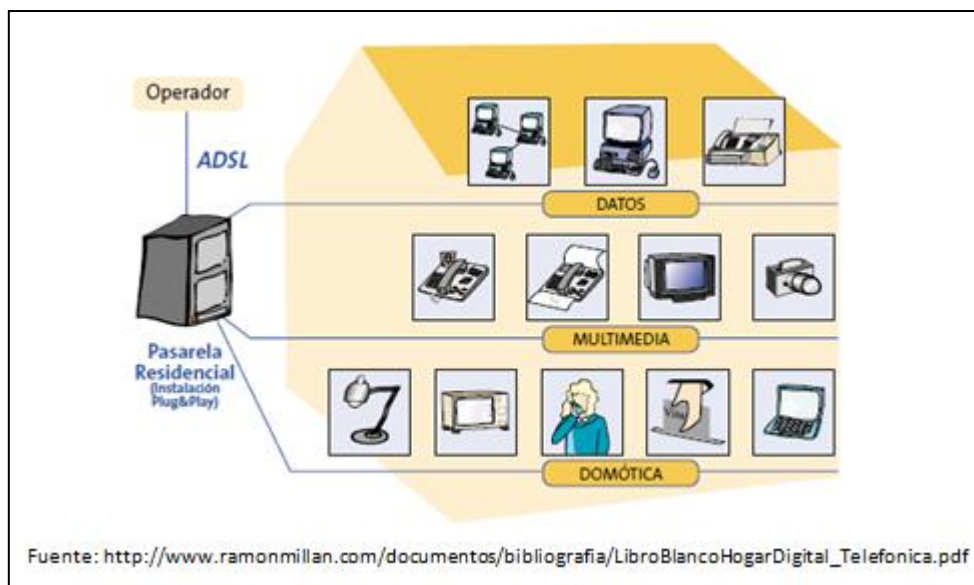 Operador
ADSL
DATOS
MULTIMEDIA
Pasarela
Residencial
(Instalación
Plug&Play)
DOMÓTICA
Fuente: http://www.ramonmillan.com/documentos/bibliografia/LibroBlancoHogarDigital_Telefonica.pdf